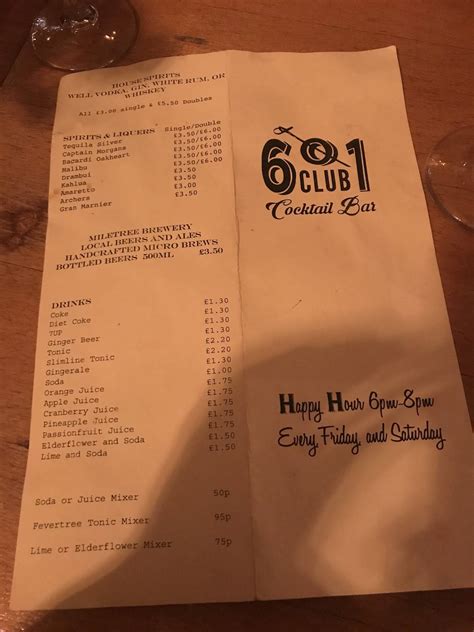 HOUSE SPIRITS
WELL VODKA, GIN, WHITE RUM, OR
WHISKEY
All £3.00 single & £5.50 Doubles
SPIRITS & LIQUERS Single/Double
Tequila Silver £3.50/£6.00
Captain Morgans £3.50/£6.00
Bacardi Oakheart £3.50/£6.00
Malibu £3.50/£6.00
Drambui £3.50/£6.00
Kahlua £3.50
Amaretto £3.50
Archers £3.50
Gran Marnier
MILETREE BREWERY
LOCAL BEERS AND ALES
HANDCRAFTED MICRO BREWS
BOTTLED BEERS 500ML £3.50
DRINKS
Coke £1.30
Diet Coke £1.30
7UP £1.30
Ginger Beer £2.20
Tonic £2.20
Slimline Tonic £1.30
Gingerale £1.00
Soda £1.75
Orange Juice £1.75
Apple Juice £1.75
Cranberry Juice £1.75
Pineapple Juice £1.75
Passionfruit Juice £1.50
Elderflower and Soda £1.50
Lime and Soda
Soda or Juice Mixer 50p
Fevertree Tonic Mixer 95p
Lime or Elderflower Mixer 75p
601
CLUB
Cocktail Bar
Happy Hour 6pm-8pm
Every, Friday, and Saturday